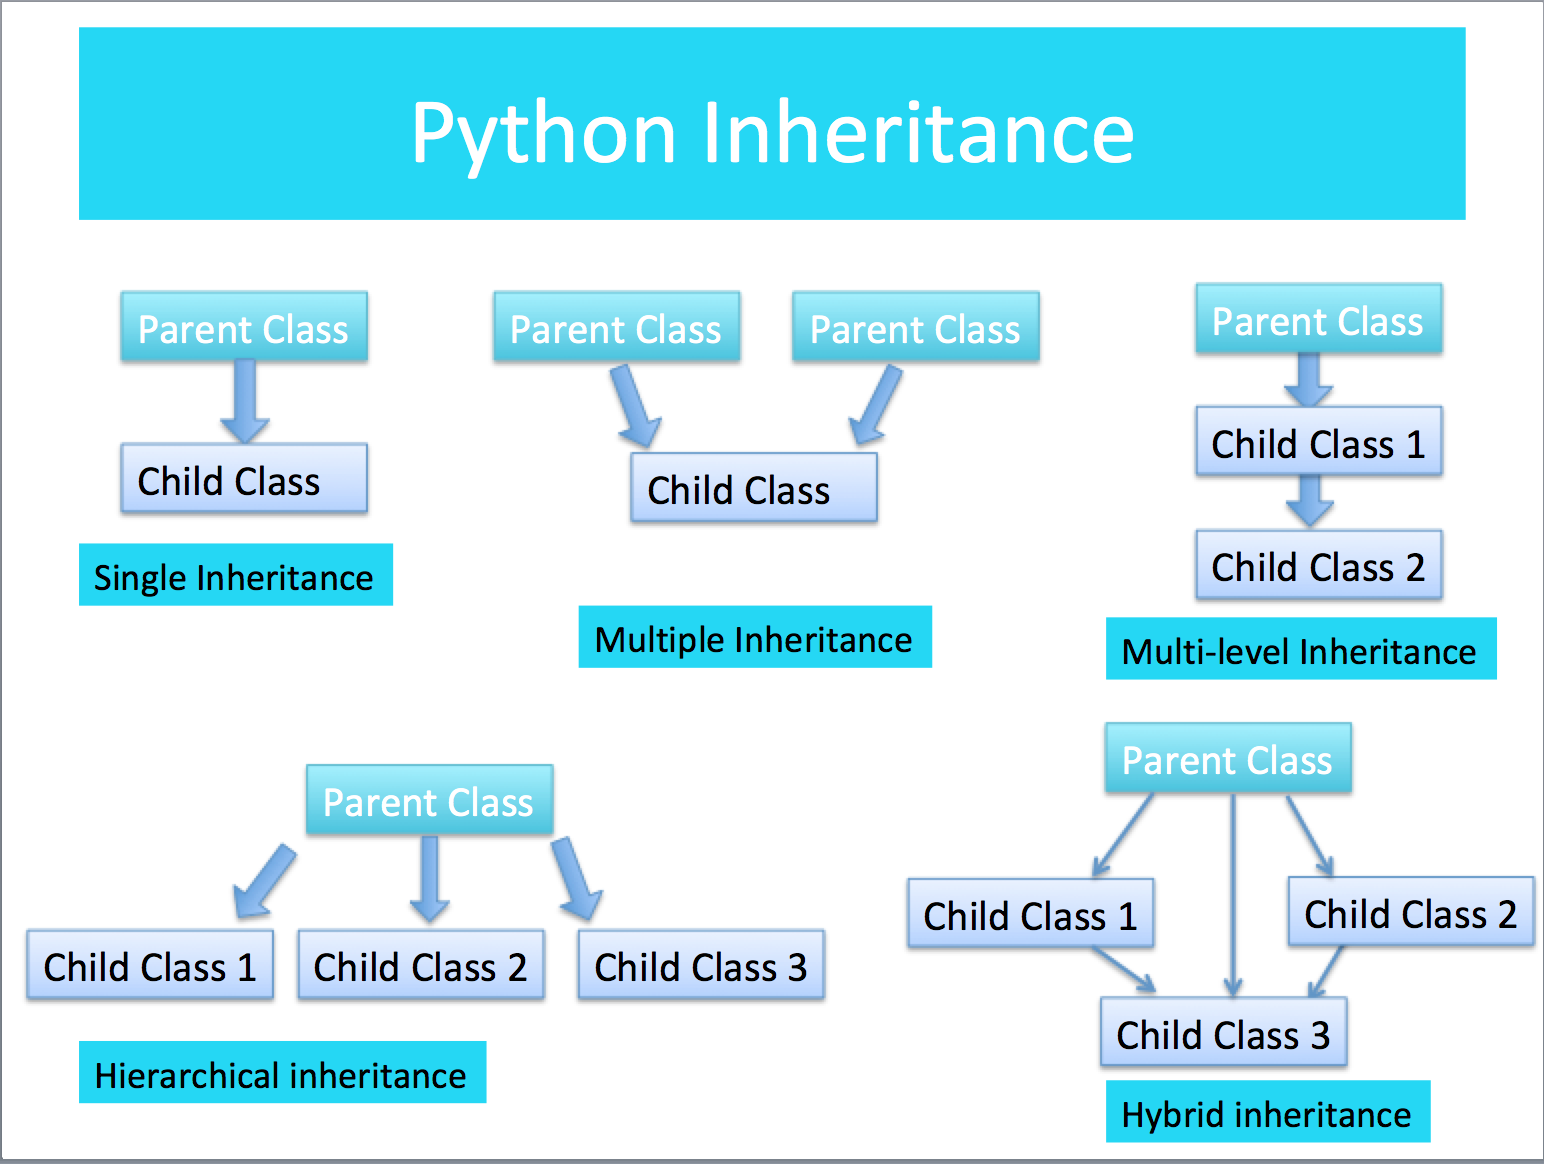 Python Inheritance
Parent Class
Child Class
Single Inheritance
Parent Class
Parent Class
Child Class
Multiple Inheritance
Parent Class
Child Class 1
Child Class 2
Multi-level Inheritance
Parent Class
Child Class 1
Child Class 2
Child Class 3
Hierarchical inheritance
Parent Class
Child Class 1
Child Class 2
Child Class 3
Hybrid inheritance